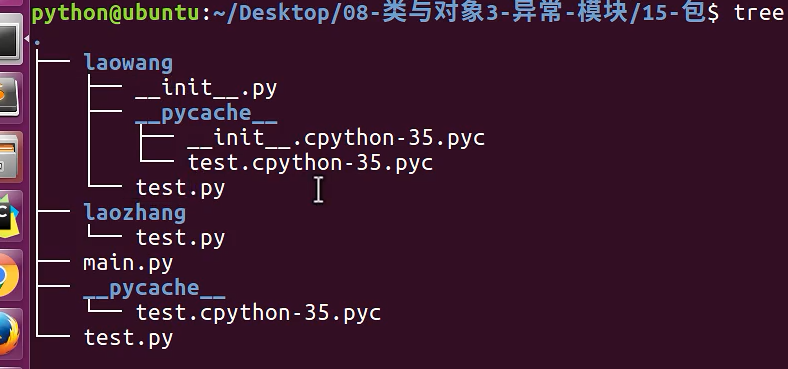 python@ubuntu:~/Desktop/08-类与对象3-异常-模块/15-包$ tree
.
├── laowang
│   ├── __init__.py
│   ├── __pycache__
│   │   ├── __init__.cpython-35.pyc
│   │   └── test.cpython-35.pyc
│   └── test.py
├── laozhang
│   └── test.py
├── main.py
├── __pycache__
│   └── test.cpython-35.pyc
└── test.py